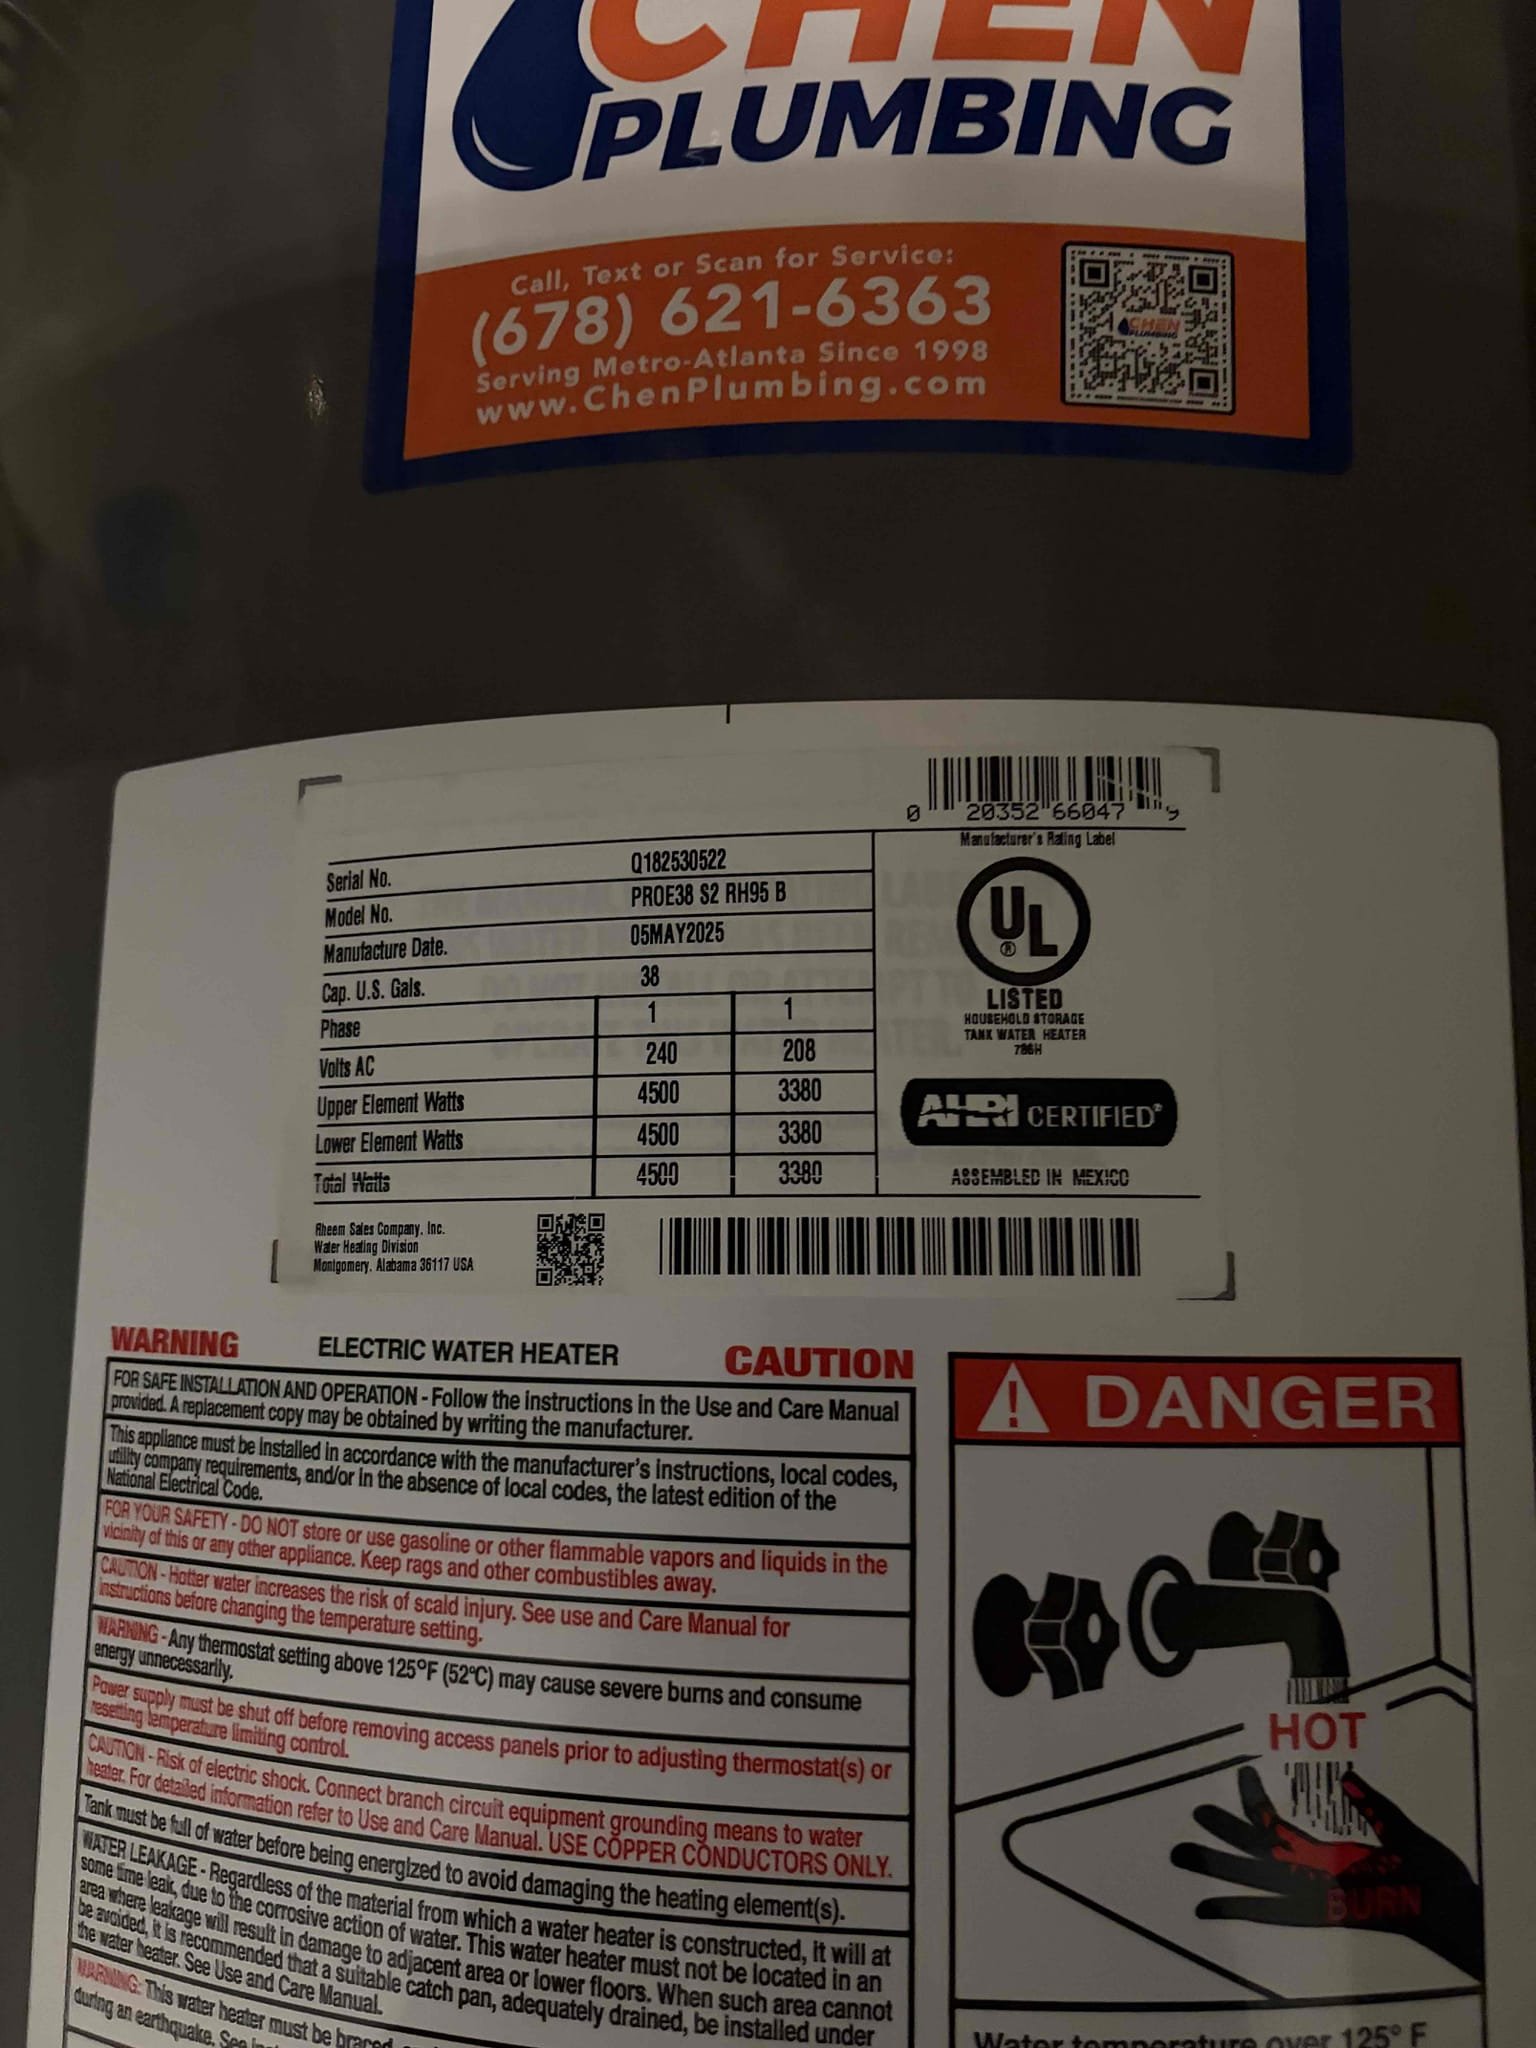 CHEN
PLUMBING
Call, Text or Scan for Service:
(678) 621-6363
Serving Metro-Atlanta Since 1998
www.ChenPlumbing.com
CHEN
PLUMBING
0 20352 66047 9
Manufacturer's Rating Label
Serial No. Q182530522
Model No. PROE38 S2 RH95 B
Manufacture Date. 05MAY2025
Cap. U.S. Gals. 38
Phase 1 1
Volts AC 240 208
Upper Element Watts 4500 3380
Lower Element Watts 4500 3380
Total Watts 4500 3380
UL ®
LISTED
HOUSEHOLD STORAGE
TANK WATER HEATER
786H
AHRI CERTIFIED®
ASSEMBLED IN MEXICO
Rheem Sales Company, Inc.
Water Heating Division
Montgomery, Alabama 36117 USA
WARNING ELECTRIC WATER HEATER CAUTION
FOR SAFE INSTALLATION AND OPERATION - Follow the instructions in the Use and Care Manual
provided. A replacement copy may be obtained by writing the manufacturer.
This appliance must be installed in accordance with the manufacturer's instructions, local codes,
utility company requirements, and/or in the absence of local codes, the latest edition of the
National Electrical Code.
FOR YOUR SAFETY - DO NOT store or use gasoline or other flammable vapors and liquids in the
vicinity of this or any other appliance. Keep rags and other combustibles away.
CAUTION - Hotter water increases the risk of scald injury. See use and Care Manual for
instructions before changing the temperature setting.
WARNING - Any thermostat setting above 125°F (52°C) may cause severe burns and consume
energy unnecessarily.
Power supply must be shut off before removing access panels prior to adjusting thermostat(s) or
resetting temperature limiting control.
CAUTION - Risk of electric shock. Connect branch circuit equipment grounding means to water
heater. For detailed information refer to Use and Care Manual. USE COPPER CONDUCTORS ONLY.
Tank must be full of water before being energized to avoid damaging the heating element(s).
WATER LEAKAGE - Regardless of the material from which a water heater is constructed, it will at
some time leak, due to the corrosive action of water. This water heater must not be located in an
area where leakage will result in damage to adjacent area or lower floors. When such area cannot
be avoided, it is recommended that a suitable catch pan, adequately drained, be installed under
the water heater. See Use and Care Manual.
WARNING: This water heater must be braced
during an earthquake. See
DANGER
HOT
BURN
Water temperature over 125° F